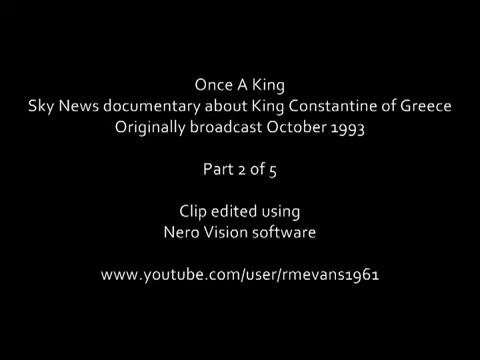 Once A King
Sky News documentary about King Constantine of Greece
Originally broadcast October 1993
Part 2 of 5
Clip edited using
Nero Vision software
www.youtube.com/user/rmevans1961